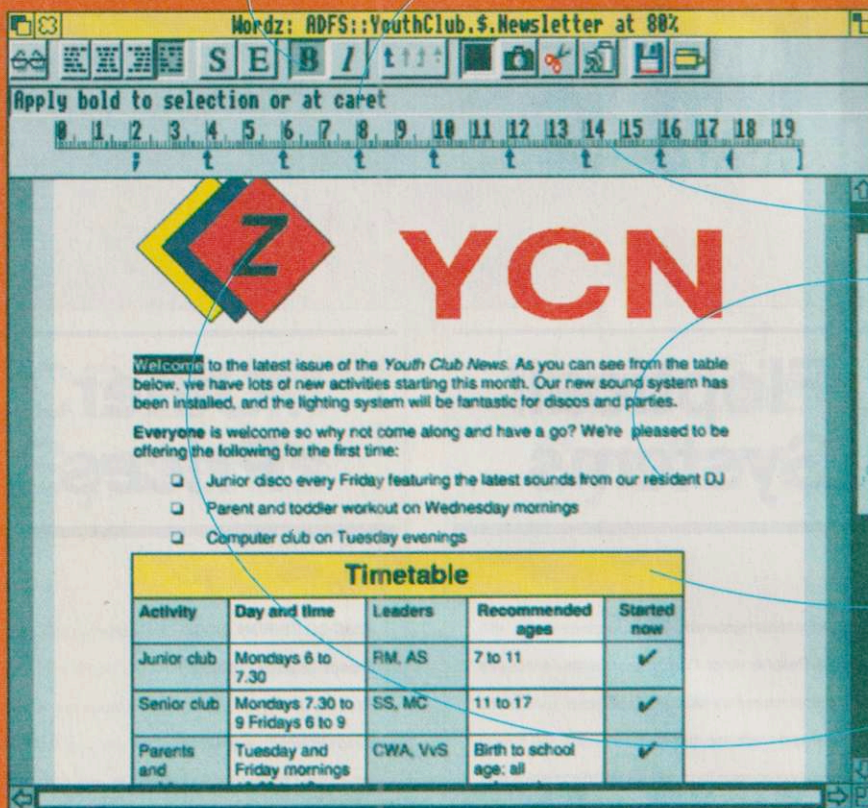 Wordz: ADFS::YouthClub.$.Newsletter at 80%
S E B I
Apply bold to selection or at caret
0 1 2 3 4 5 6 7 8 9 10 11 12 13 14 15 16 17 18 19
Z YCN
Welcome to the latest issue of the Youth Club News. As you can see from the table
below, we have lots of new activities starting this month. Our new sound system has
been installed, and the lighting system will be fantastic for discos and parties.
Everyone is welcome so why not come along and have a go? We're pleased to be
offering the following for the first time:
❑ Junior disco every Friday featuring the latest sounds from our resident DJ
❑ Parent and toddler workout on Wednesday mornings
❑ Computer club on Tuesday evenings
Timetable
Activity Day and time Leaders Recommended Started
ages now
Junior club Mondays 6 to RM, AS 7 to 11 ✔
7.30
Senior club Mondays 7.30 to SS, MC 11 to 17 ✔
9 Fridays 6 to 9
Parents Tuesday and CWA, VvS Birth to school ✔
and Friday mornings age: all